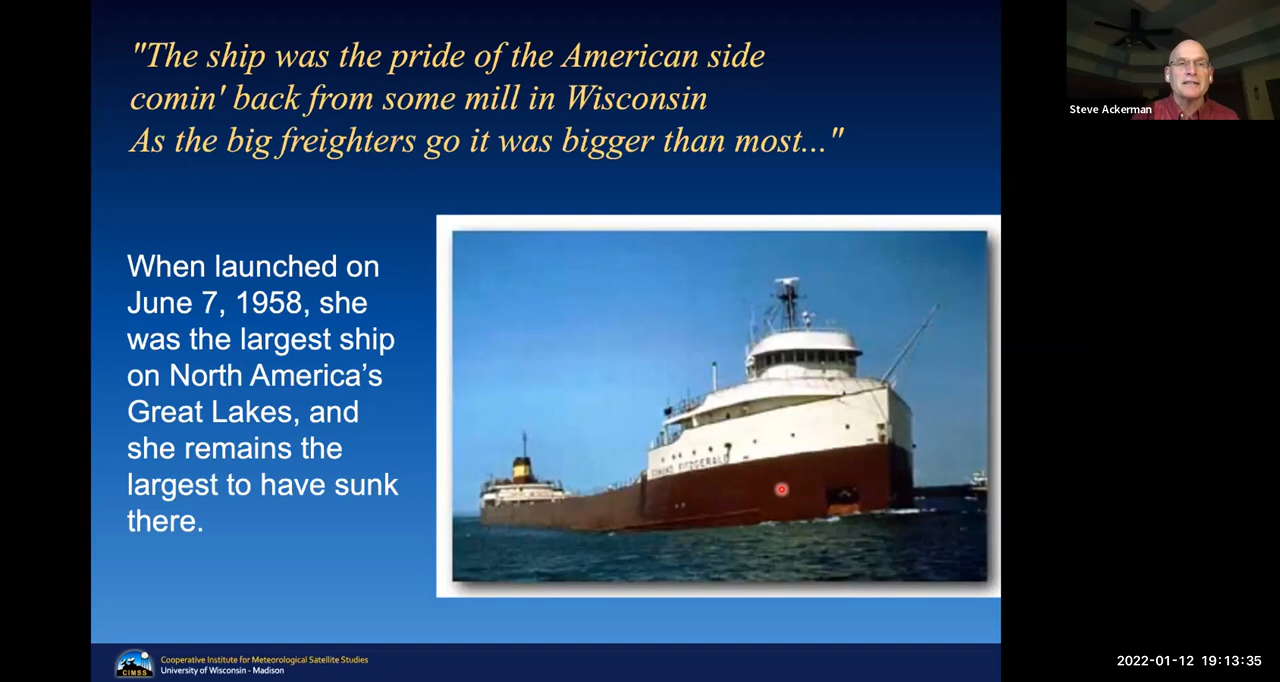 "The ship was the pride of the American side
comin' back from some mill in Wisconsin
As the big freighters go it was bigger than most..."
Steve Ackerman
When launched on
June 7, 1958, she
was the largest ship
on North America’s
Great Lakes, and
she remains the
largest to have sunk
there.
EDMUND FITZGERALD
CIMSS
Cooperative Institute for Meteorological Satellite Studies
University of Wisconsin - Madison
2022-01-12 19:13:35